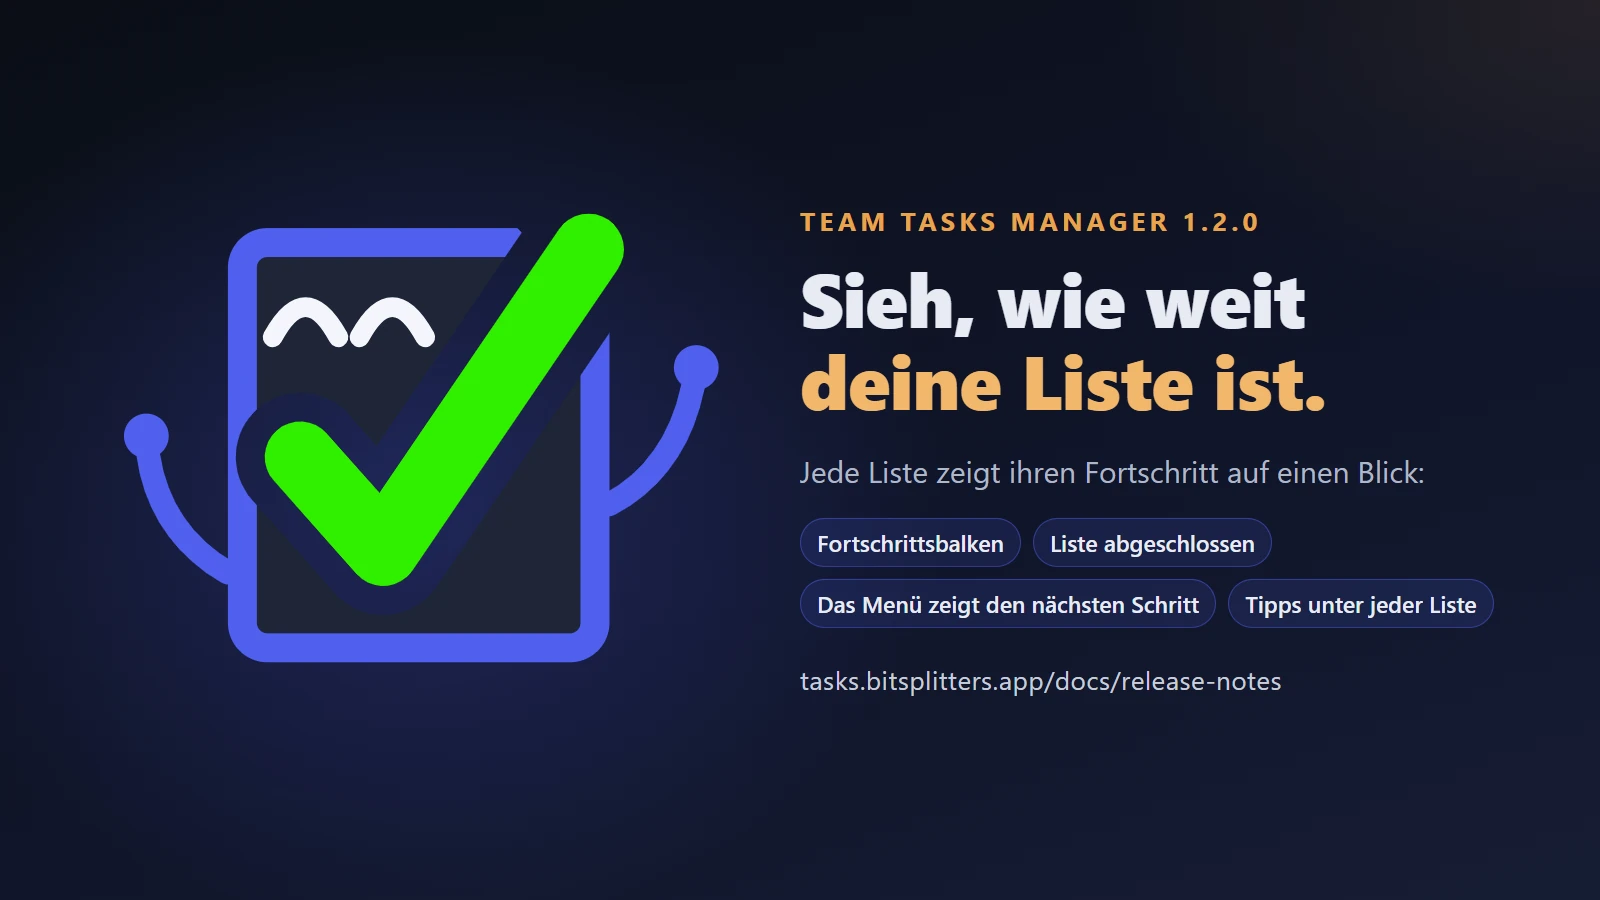 TEAM TASKS MANAGER 1.2.0
Sieh, wie weit
deine Liste ist.
Jede Liste zeigt ihren Fortschritt auf einen Blick:
Fortschrittsbalken
Liste abgeschlossen
Das Menü zeigt den nächsten Schritt
Tipps unter jeder Liste
tasks.bitsplitters.app/docs/release-notes